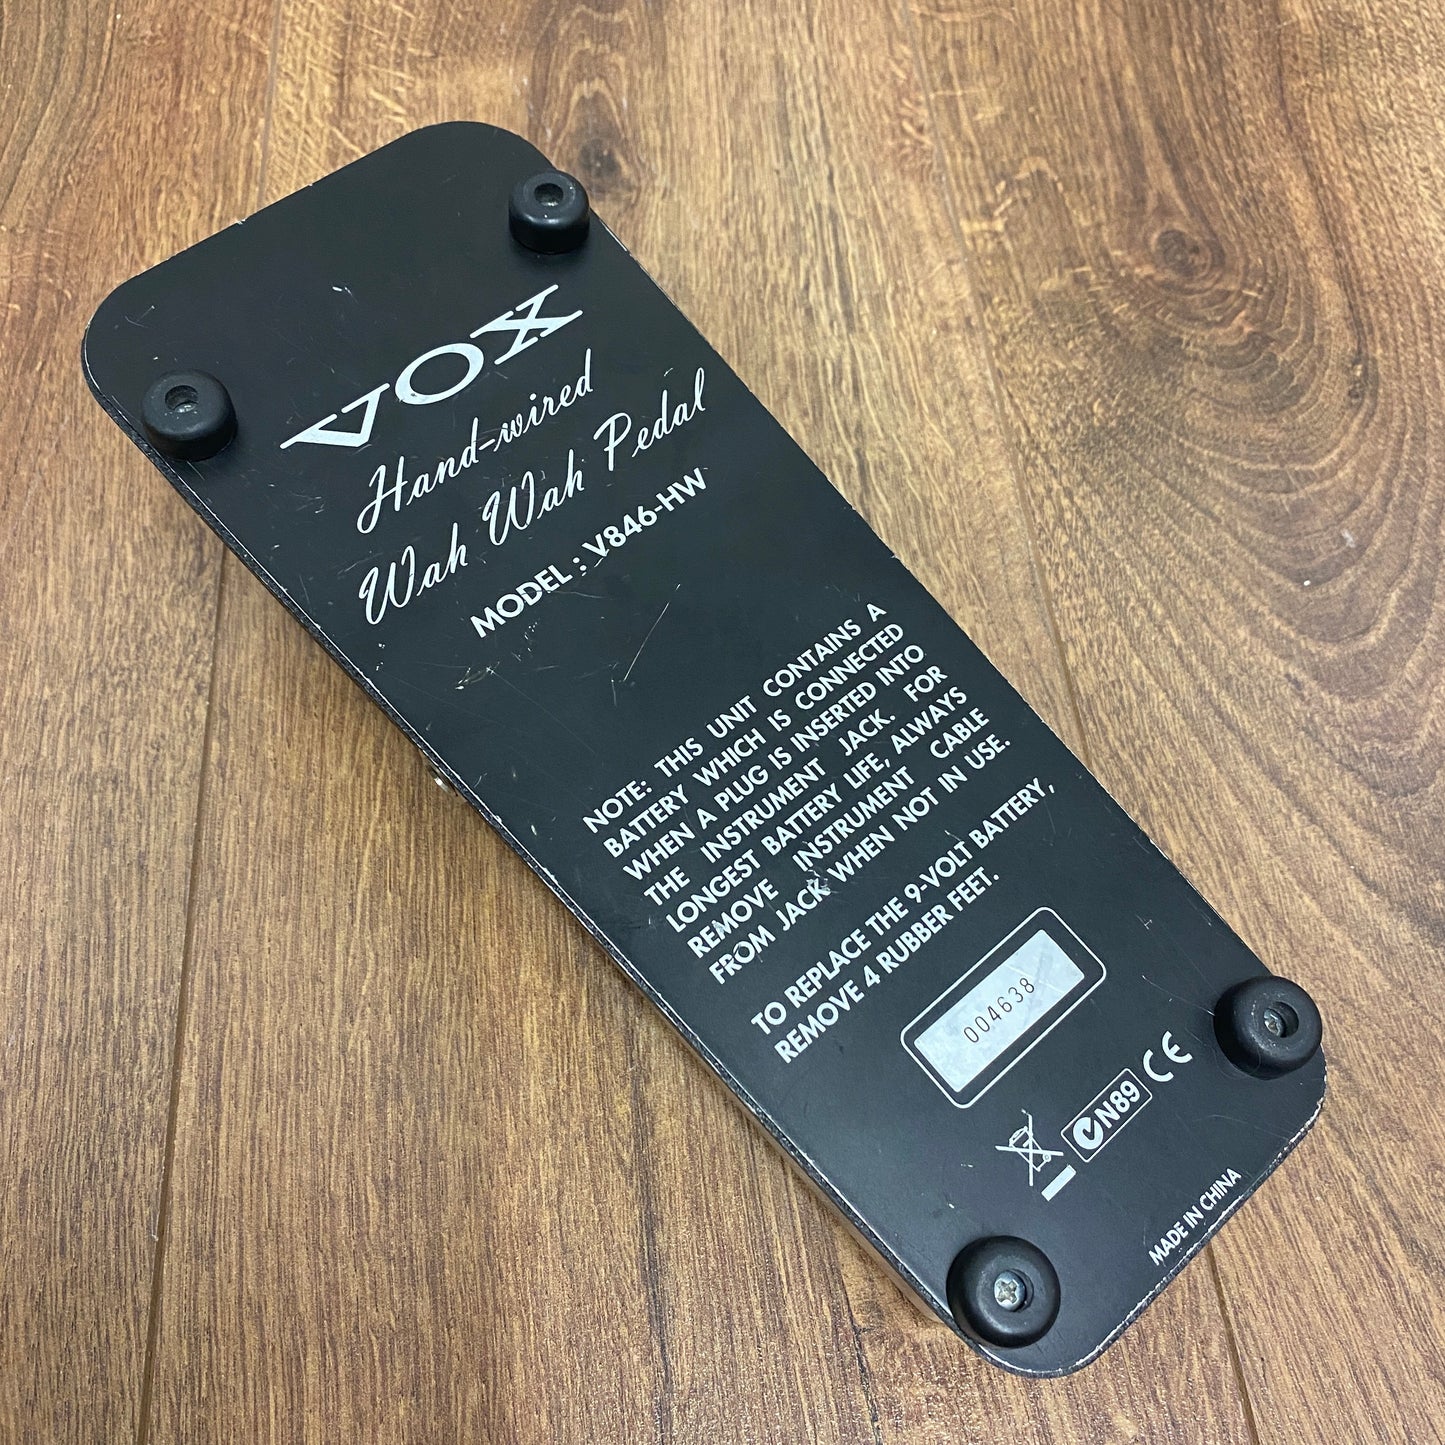 VOX
Hand-wired
Wah Wah Pedal
MODEL : V846-HW
NOTE: THIS UNIT CONTAINS A
BATTERY WHICH IS CONNECTED
WHEN A PLUG IS INSERTED INTO
THE INSTRUMENT JACK. FOR
LONGEST BATTERY LIFE, ALWAYS
REMOVE INSTRUMENT CABLE
FROM JACK WHEN NOT IN USE.
TO REPLACE THE 9-VOLT BATTERY,
REMOVE 4 RUBBER FEET.
004638
N89 CE
MADE IN CHINA